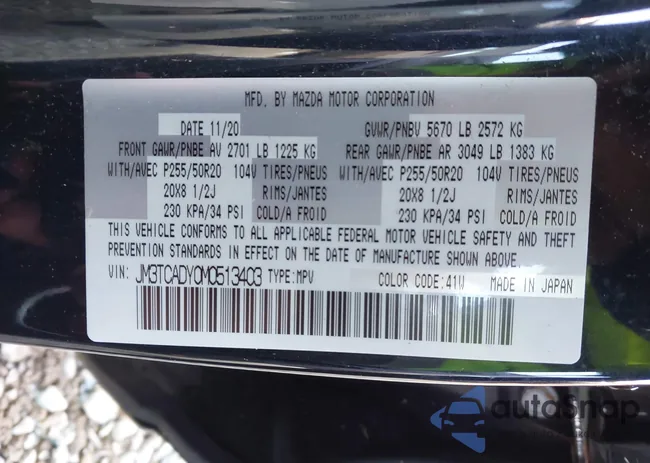 MFD. BY MAZDA MOTOR CORPORATION
DATE 11/20 GVWR/PNBV 5670 LB 2572 KG
FRONT GAWR/PNBE AV 2701 LB 1225 KG REAR GAWR/PNBE AR 3049 LB 1383 KG
WITH/AVEC P255/50R20 104V TIRES/PNEUS WITH/AVEC P255/50R20 104V TIRES/PNEUS
20X8 1/2J RIMS/JANTES 20X8 1/2J RIMS/JANTES
230 KPA/34 PSI COLD/A FROID 230 KPA/34 PSI COLD/A FROID
THIS VEHICLE CONFORMS TO ALL APPLICABLE FEDERAL MOTOR VEHICLE SAFETY AND THEFT
PREVENTION STANDARDS IN EFFECT ON THE DATE OF MANUFACTURE SHOWN ABOVE.
VIN: JM3TCADY0M0513403 TYPE:MPV COLOR CODE:41W MADE IN JAPAN
autoSnap